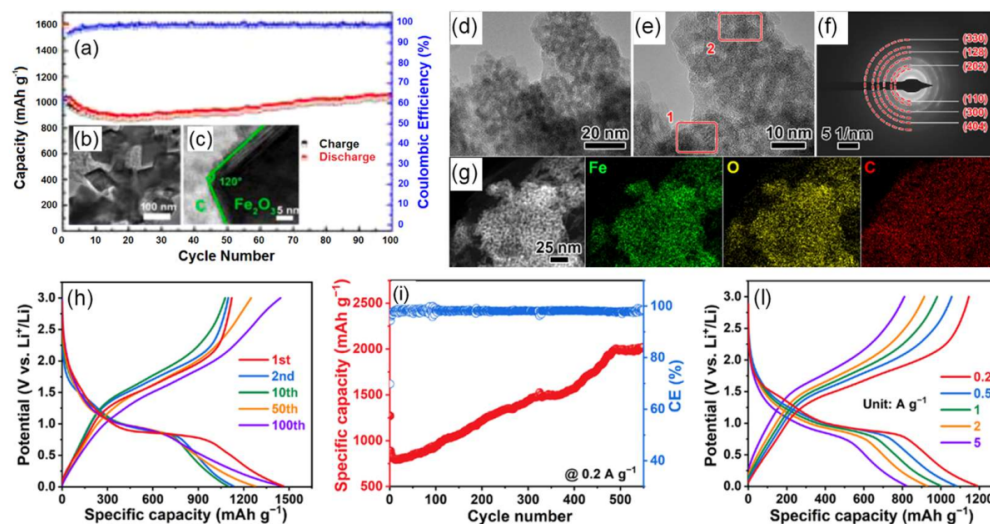 (a)
1600
1400
1200
1000
800
600
400
200
0
Capacity (mAh g⁻¹)
100
90
80
70
60
50
40
30
20
10
0
Coulombic Efficiency (%)
(b)
100 nm
(c)
120°
C
Fe₂O₃
5 nm
Charge
Discharge
0 10 20 30 40 50 60 70 80 90 100
Cycle Number
(d)
20 nm
(e)
2
1
10 nm
(f)
(330)
(128)
(202)
(110)
(300)
(404)
5 1/nm
(g)
25 nm
Fe
O
C
(h)
3.0
2.5
2.0
1.5
1.0
0.5
0.0
Potential (V vs. Li⁺/Li)
1st
2nd
10th
50th
100th
0 300 600 900 1200 1500
Specific capacity (mAh g⁻¹)
(i)
2500
2000
1500
1000
500
Specific capacity (mAh g⁻¹)
100
80
60
40
CE (%)
@ 0.2 A g⁻¹
0 100 200 300 400 500
Cycle number
(l)
3.0
2.5
2.0
1.5
1.0
0.5
0.0
Potential (V vs. Li⁺/Li)
0.2
0.5
Unit: A g⁻¹
1
2
5
0 200 400 600 800 1000 1200
Specific capacity (mAh g⁻¹)